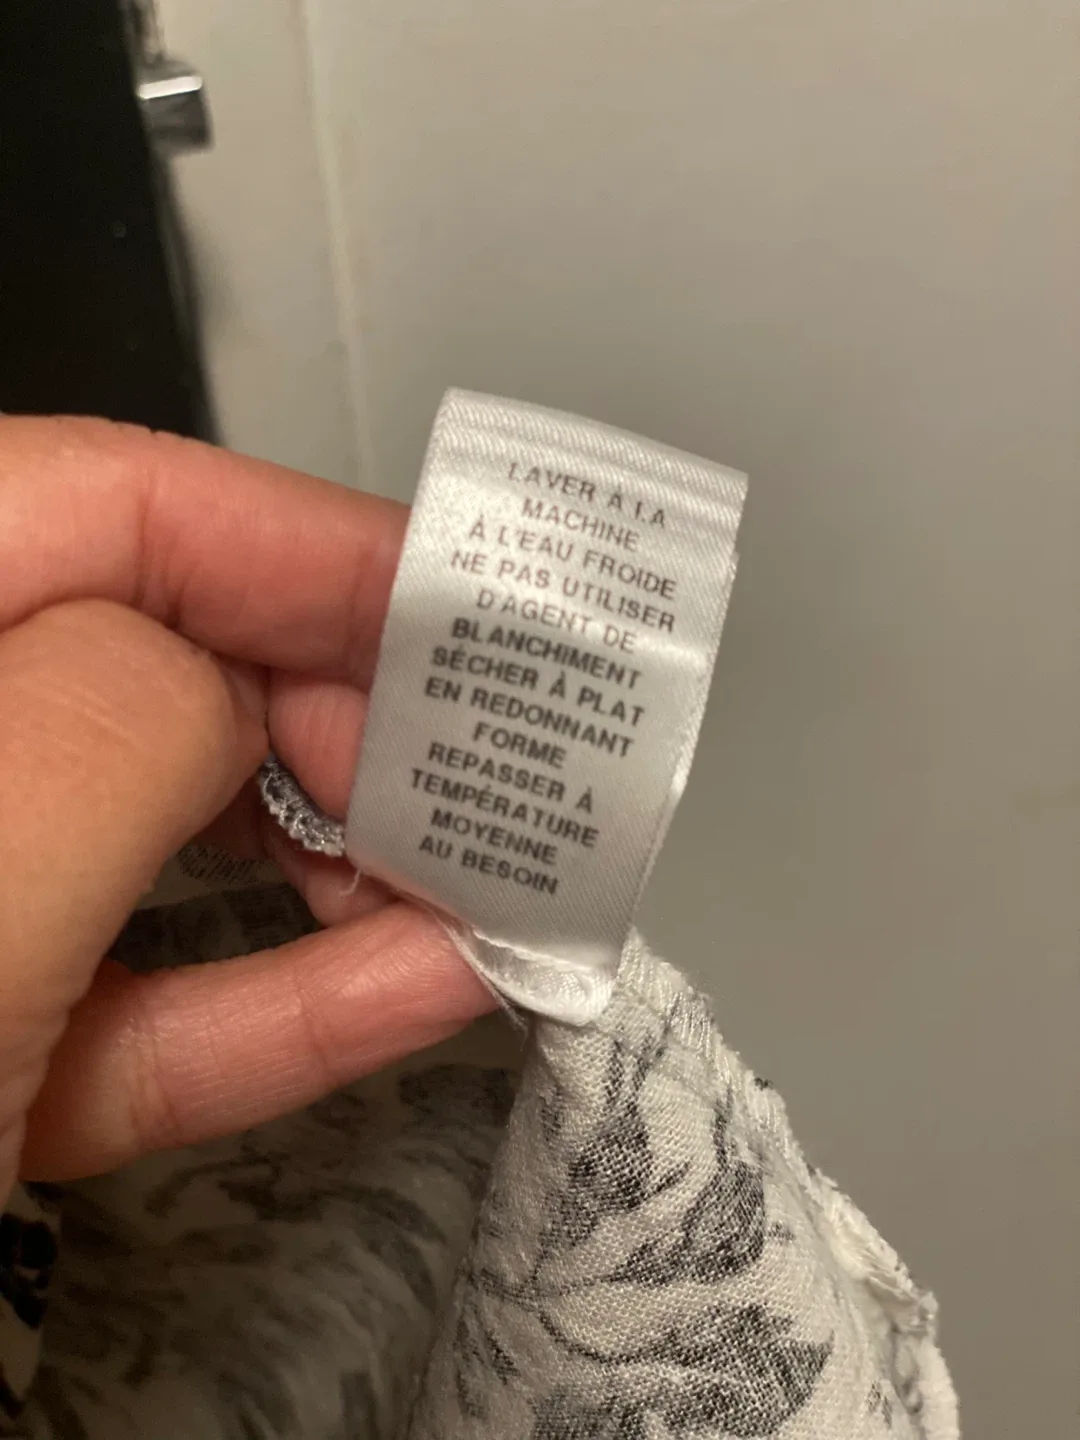 LAVER À LA
MACHINE
À L'EAU FROIDE
NE PAS UTILISER
D'AGENT DE
BLANCHIMENT
SÉCHER À PLAT
EN REDONNANT
FORME
REPASSER À
TEMPÉRATURE
MOYENNE
AU BESOIN